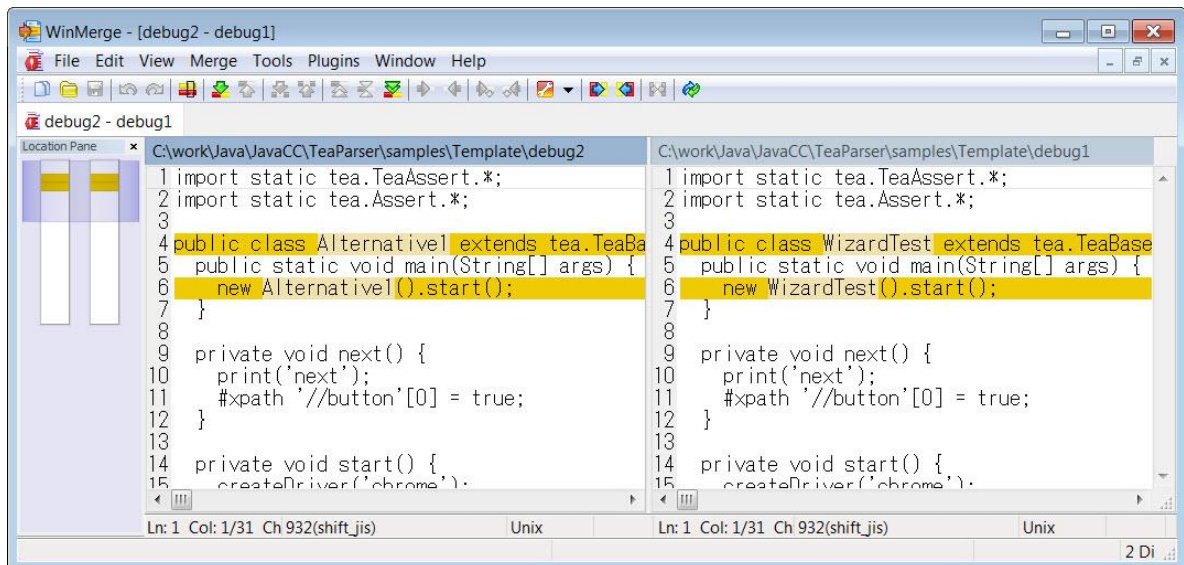 WinMerge - [debug2 - debug1]
File Edit View Merge Tools Plugins Window Help
debug2 - debug1
Location Pane
C:\work\Java\JavaCC\TeaParser\samples\Template\debug2
1 import static tea.TeaAssert.*;
2 import static tea.Assert.*;
3
4 public class Alternative1 extends tea.TeaBa
5 public static void main(String[] args) {
6 new Alternative1().start();
7 }
8
9 private void next() {
10 print('next');
11 #xpath '//button'[0] = true;
12 }
13
14 private void start() {
15 createDriver('chrome');
Ln: 1 Col: 1/31 Ch 932(shift_jis) Unix
C:\work\Java\JavaCC\TeaParser\samples\Template\debug1
1 import static tea.TeaAssert.*;
2 import static tea.Assert.*;
3
4 public class WizardTest extends tea.TeaBase
5 public static void main(String[] args) {
6 new WizardTest().start();
7 }
8
9 private void next() {
10 print('next');
11 #xpath '//button'[0] = true;
12 }
13
14 private void start() {
15 createDriver('chrome');
Ln: 1 Col: 1/31 Ch 932(shift_jis) Unix
2 Di